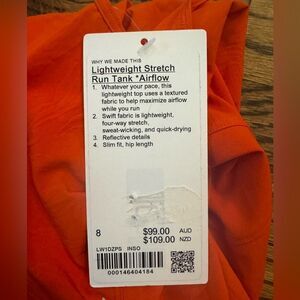 WHY WE MADE THIS
Lightweight Stretch
Run Tank *Airflow
1. Whatever your pace, this
lightweight top uses a textured
fabric to help maximize airflow
while you run
2. Swift fabric is lightweight,
four-way stretch,
sweat-wicking, and quick-drying
3. Reflective details
4. Slim fit, hip length
8 $99.00 AUD
$109.00 NZD
LW1DZPS INSO
000146404184